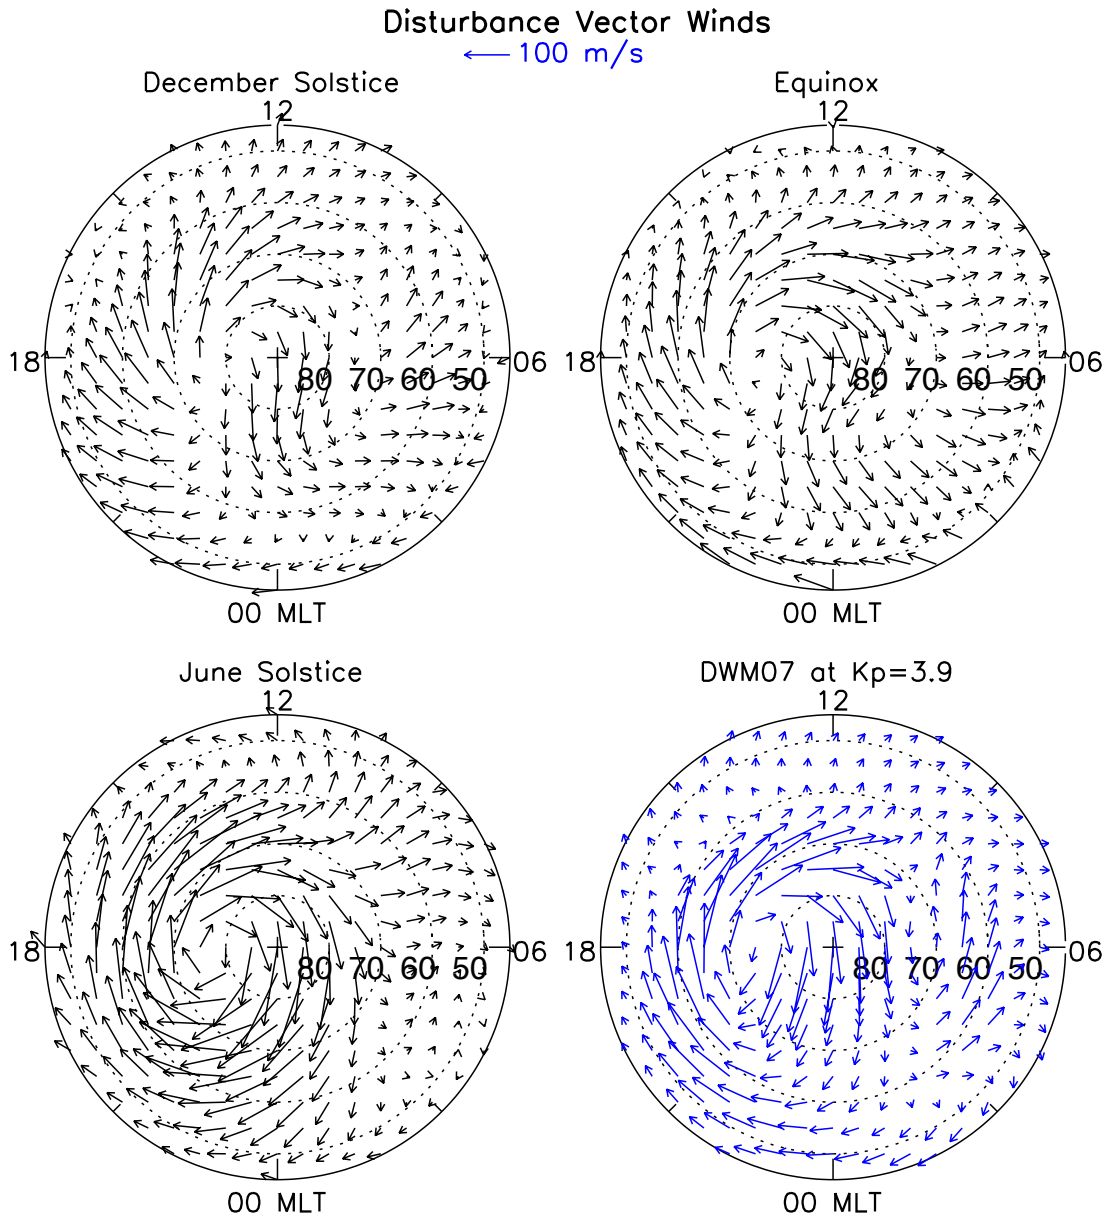 Disturbance Vector Winds
100 m/s
December Solstice
Equinox
12
12
18
80 70 60 50
06
18
80 70 60 50
06
00 MLT
00 MLT
June Solstice
DWM07 at Kp=3.9
12
12
18
80 70 60 50
06
18
80 70 60 50
06
00 MLT
00 MLT